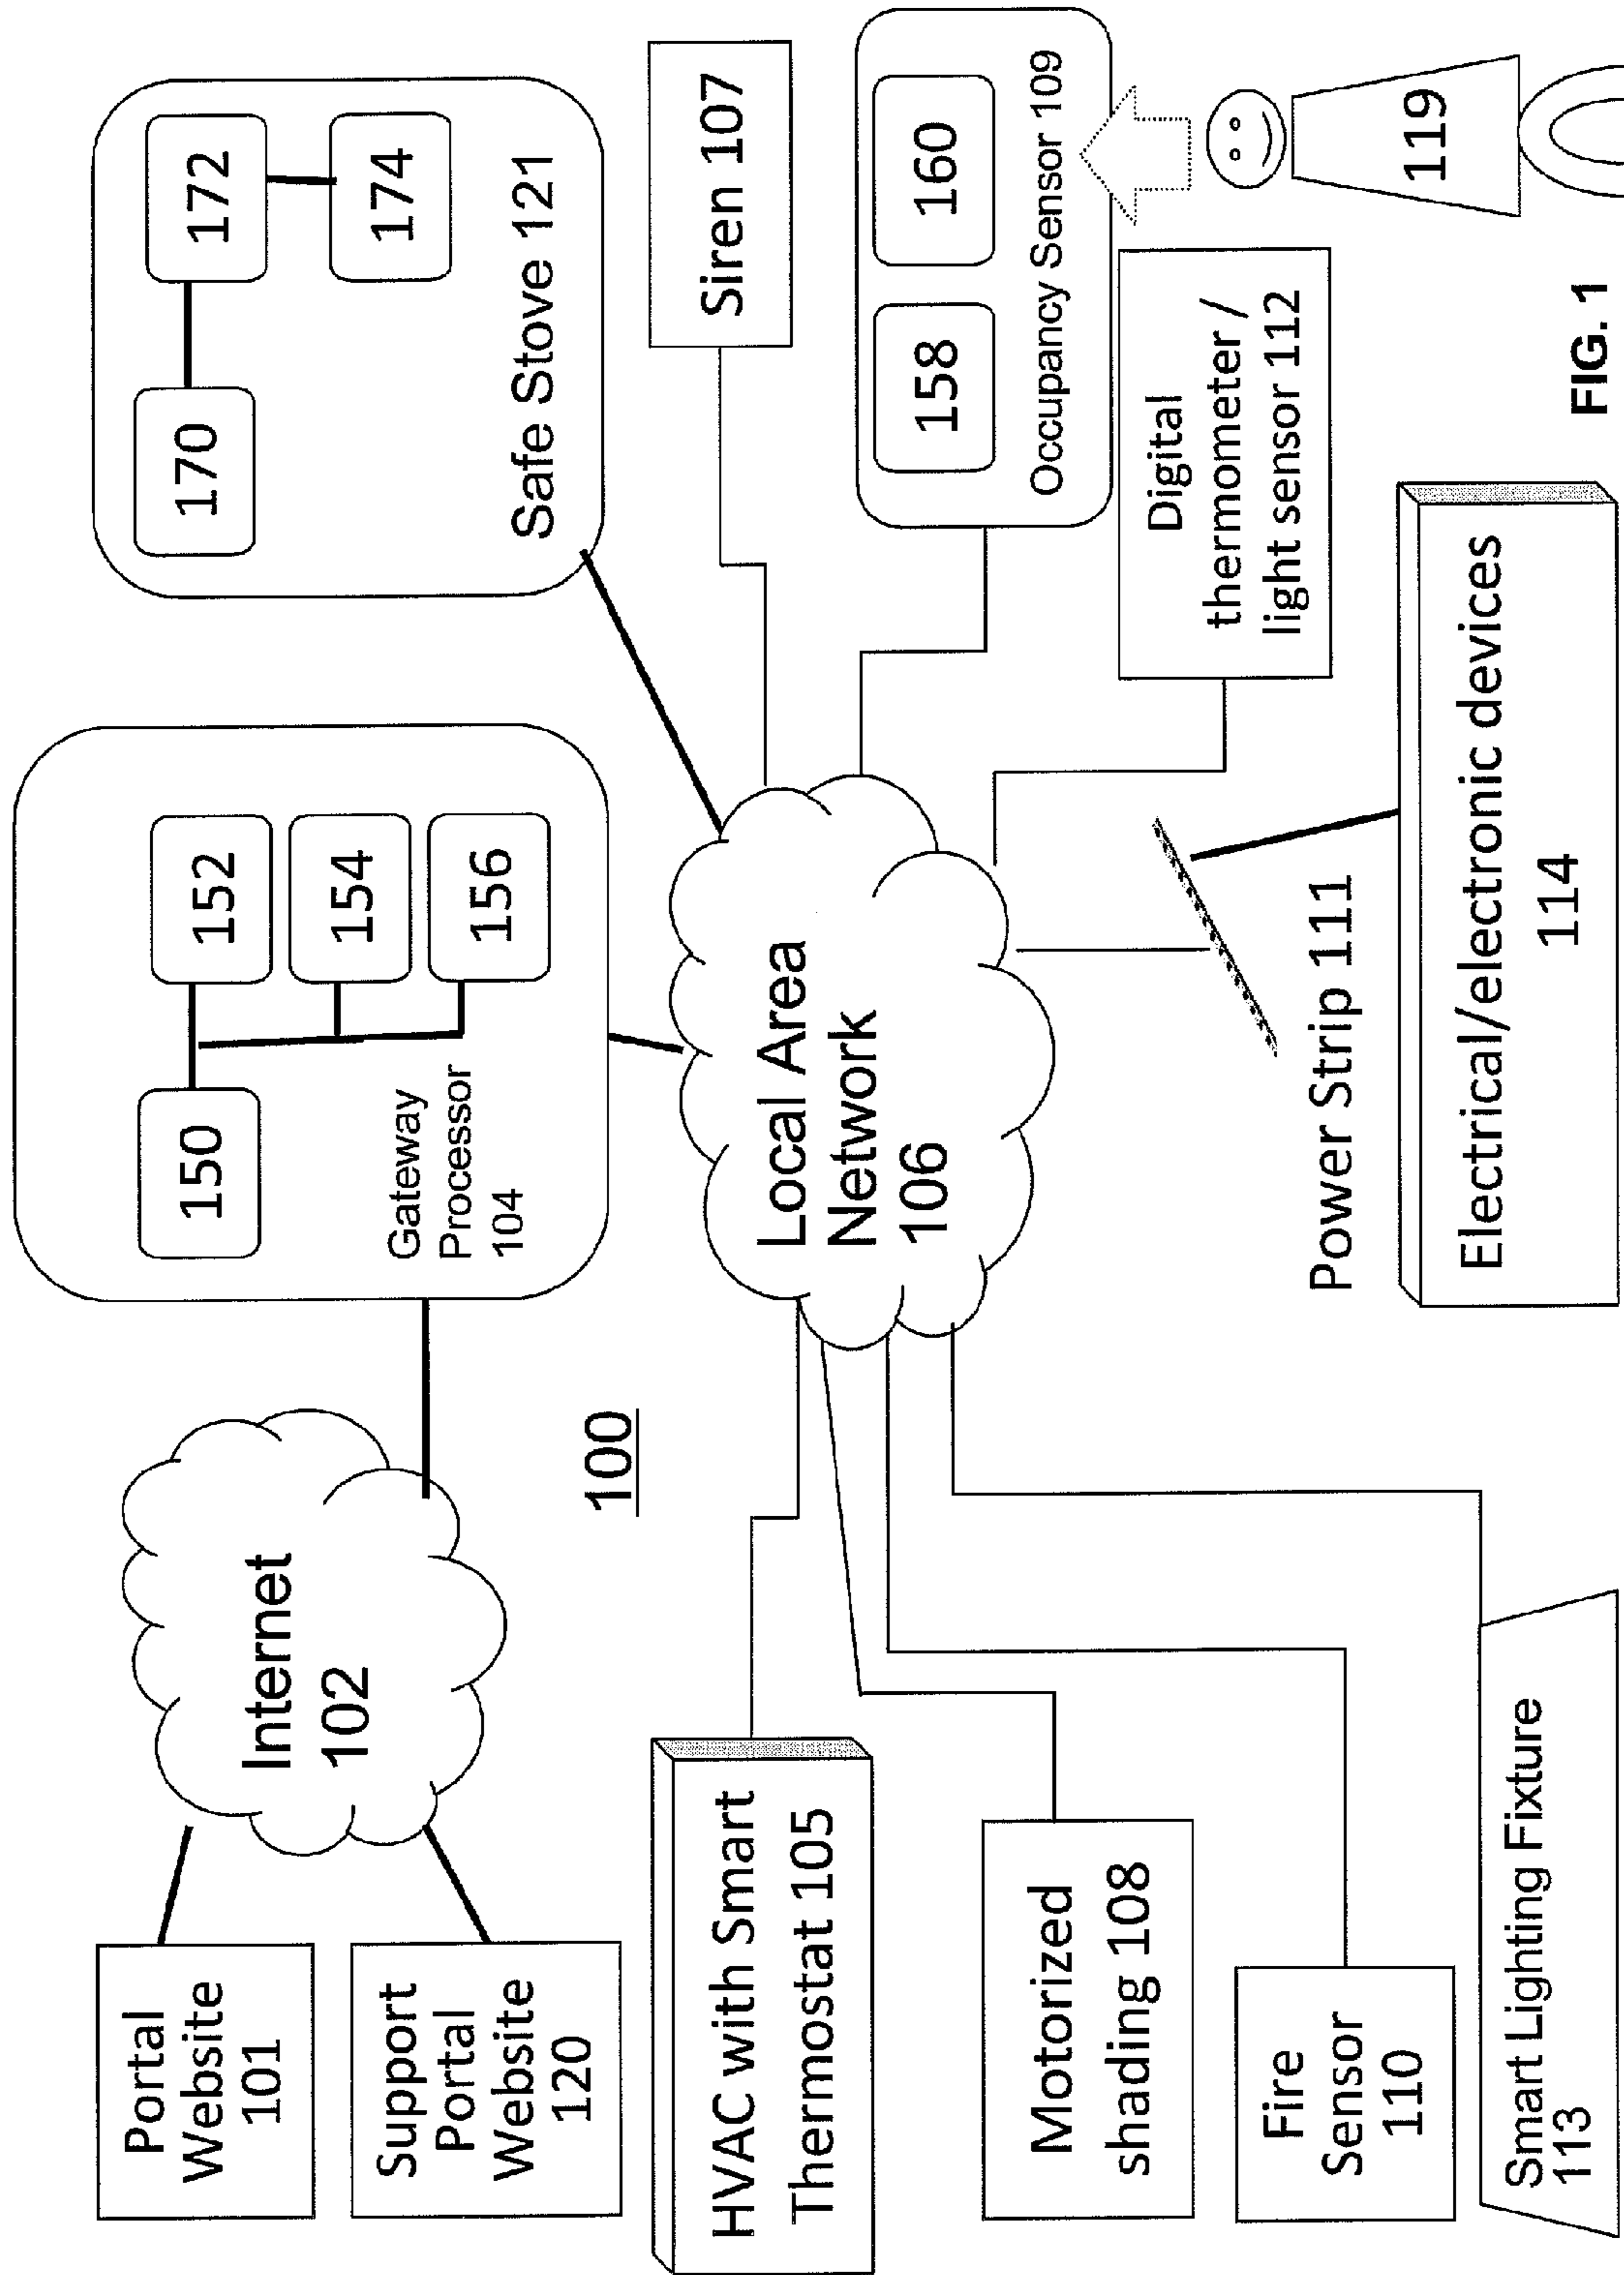 Portal
Website
101
Support
Portal
Website
120
Internet
102
150
152
154
156
Gateway
Processor
104
170
172
174
Safe Stove 121
100
HVAC with Smart
Thermostat 105
Local Area
Network
106
Siren 107
158
160
Occupancy Sensor 109
Motorized
shading 108
Fire
Sensor
110
Smart Lighting Fixture
113
Power Strip 111
Digital
thermometer /
light sensor 112
Electrical/electronic devices
114
119
FIG. 1